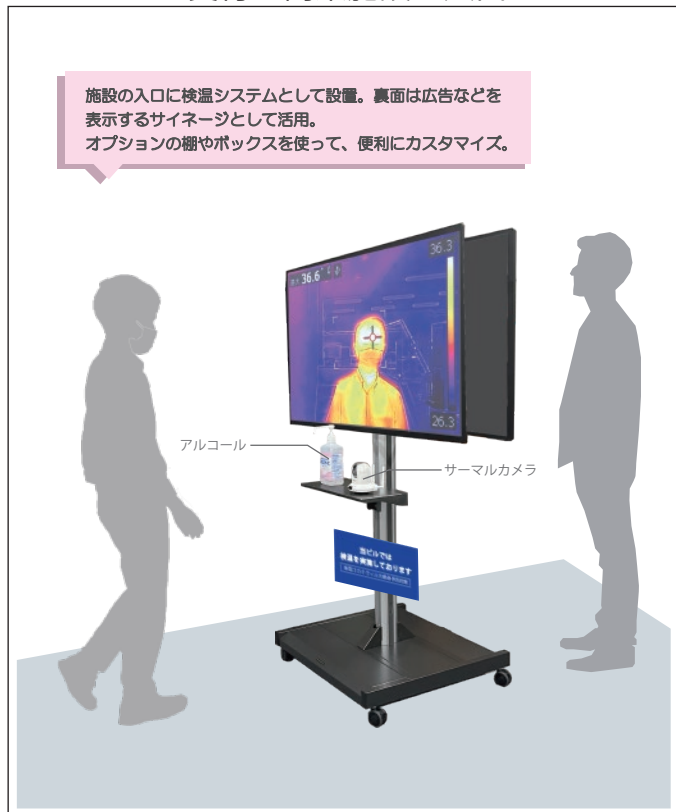 施設の入口に検温システムとして設置。裏面は広告などを
表示するサイネージとして活用。
オプションの棚やボックスを使って、便利にカスタマイズ。
36.6°
36.3
26.3
アルコール
サーマルカメラ
当ビルでは
検温を実施しております